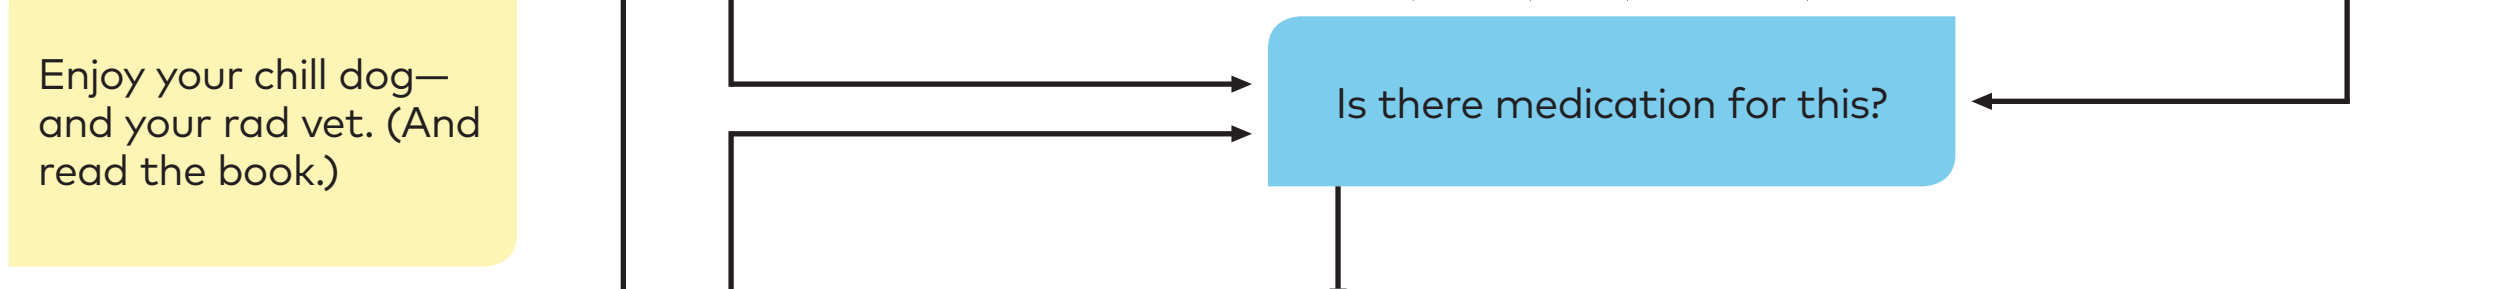 Enjoy your chill dog—
and your rad vet. (And
read the book.)
Is there medication for this?